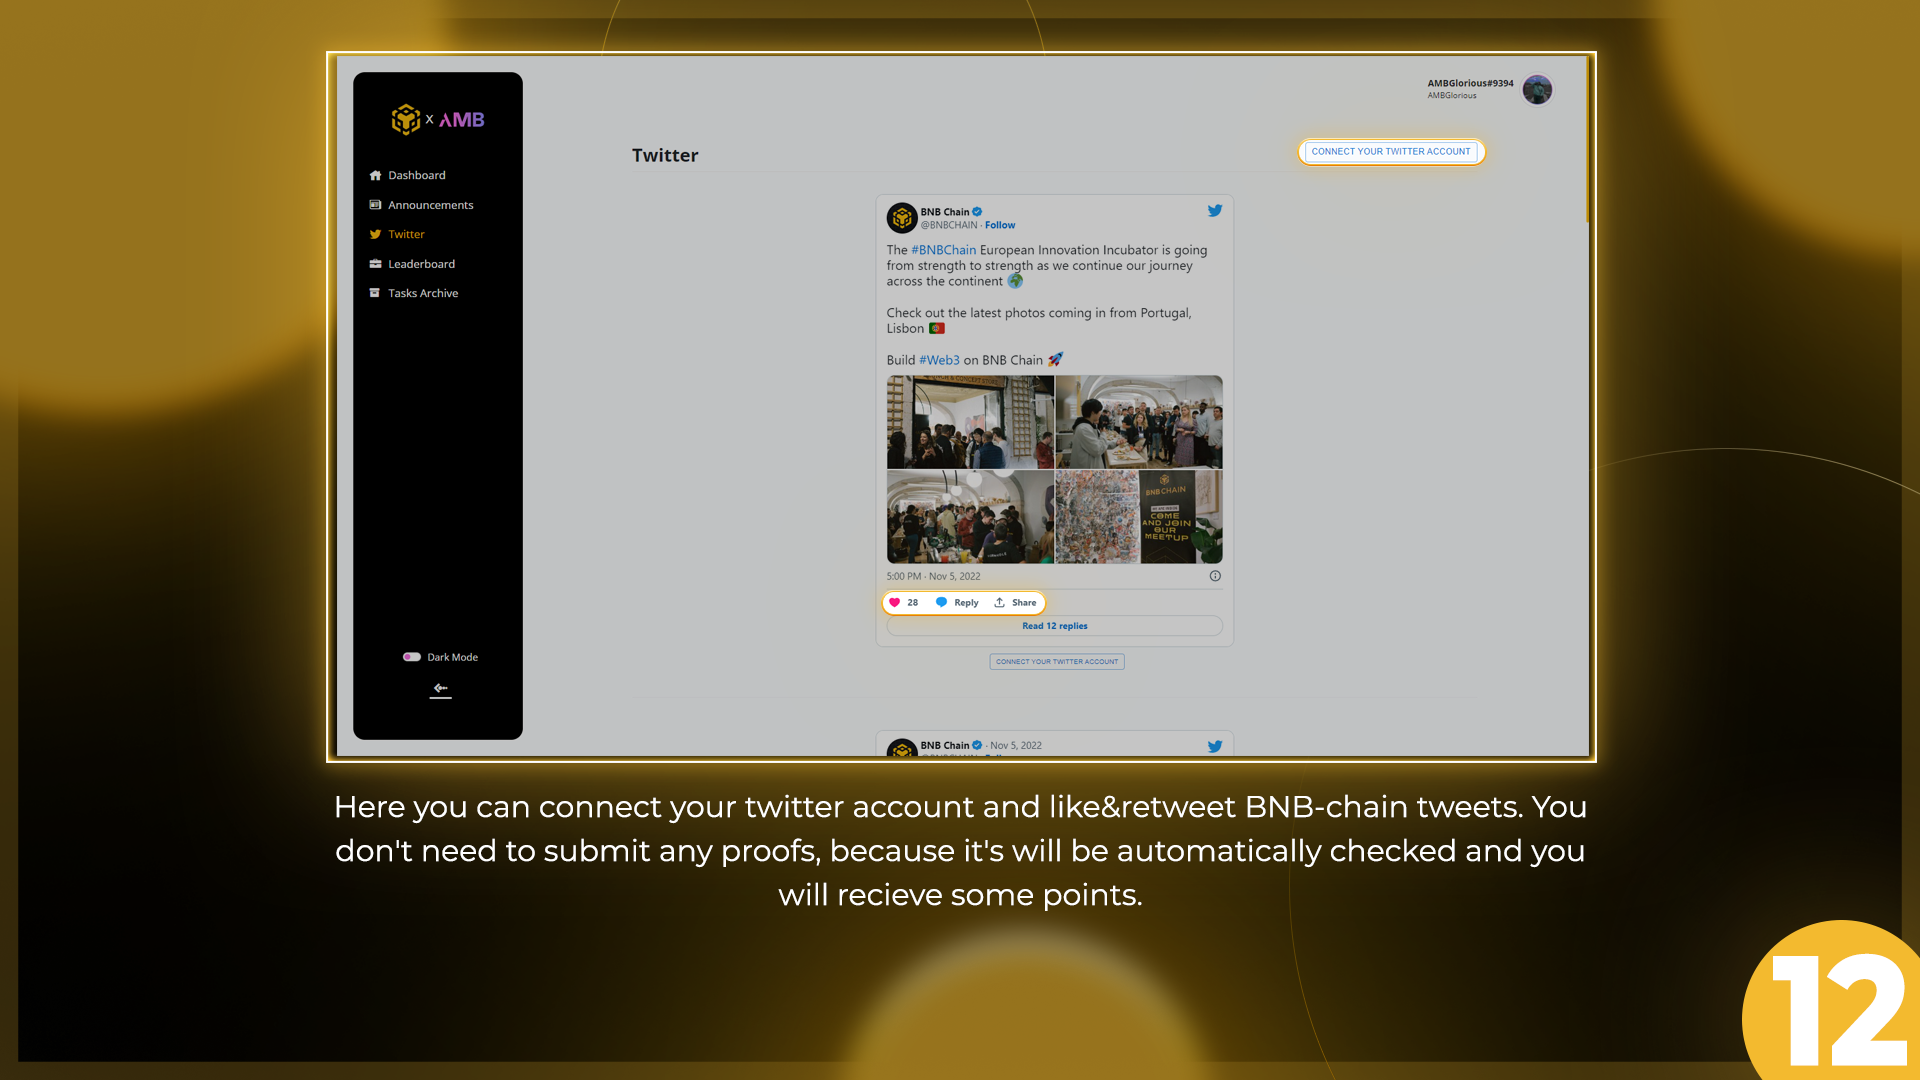 x AMB
Dashboard
Announcements
Twitter
Leaderboard
Tasks Archive
Dark Mode
AMBGlorious#9394
AMBGlorious
Twitter
CONNECT YOUR TWITTER ACCOUNT
BNB Chain
@BNBCHAIN · Follow
The #BNBChain European Innovation Incubator is going
from strength to strength as we continue our journey
across the continent 🌍
Check out the latest photos coming in from Portugal,
Lisbon 🇵🇹
Build #Web3 on BNB Chain 🚀
& CONCEPT STORE
BNB CHAIN
COME
AND JOIN
OUR
MEETUP
5:00 PM · Nov 5, 2022
28 Reply Share
Read 12 replies
CONNECT YOUR TWITTER ACCOUNT
BNB Chain · Nov 5, 2022
Here you can connect your twitter account and like&retweet BNB-chain tweets. You
don't need to submit any proofs, because it's will be automatically checked and you
will recieve some points.
12